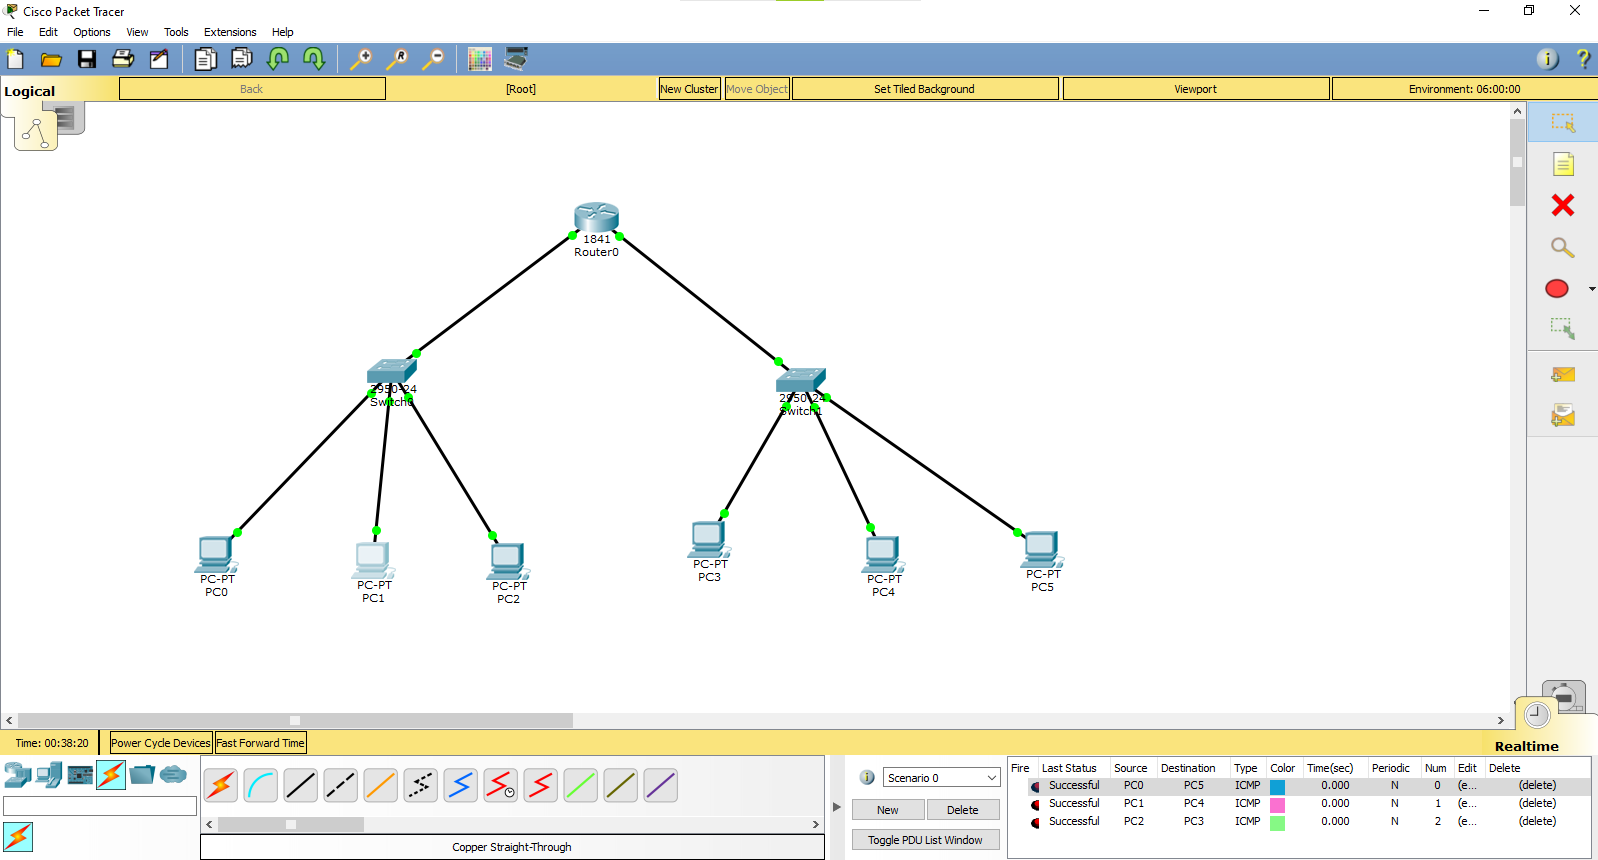 Cisco Packet Tracer
File Edit Options View Tools Extensions Help
Logical
Back
[Root]
New Cluster
Move Object
Set Tiled Background
Viewport
Environment: 06:00:00
1841
Router0
2950-24
Switch0
2950-24
Switch1
PC-PT
PC0
PC-PT
PC1
PC-PT
PC2
PC-PT
PC3
PC-PT
PC4
PC-PT
PC5
Time: 00:38:20
Power Cycle Devices
Fast Forward Time
Realtime
Scenario 0
New
Delete
Toggle PDU List Window
Copper Straight-Through
Fire Last Status Source Destination Type Color Time(sec) Periodic Num Edit Delete
Successful PC0 PC5 ICMP 0.000 N 0 (e... (delete)
Successful PC1 PC4 ICMP 0.000 N 1 (e... (delete)
Successful PC2 PC3 ICMP 0.000 N 2 (e... (delete)